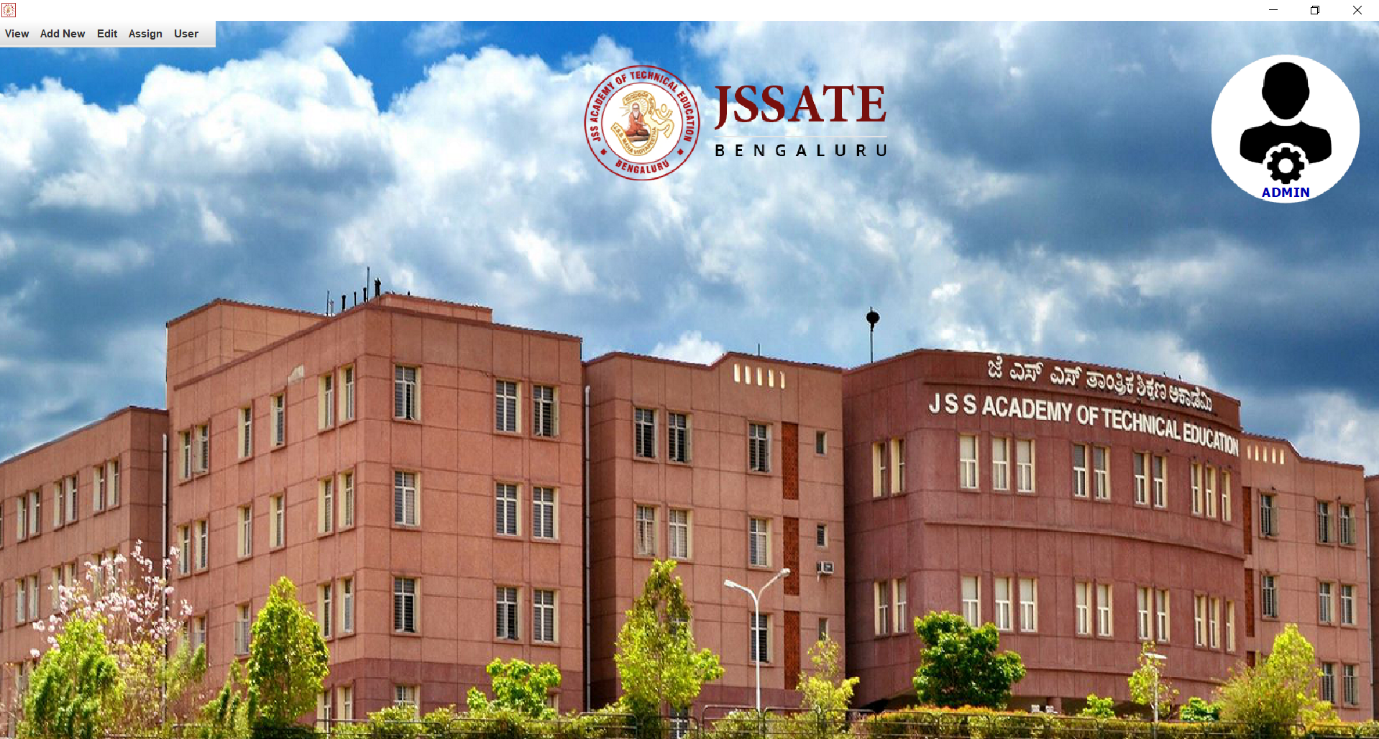 View Add New Edit Assign User
JSS ACADEMY OF TECHNICAL EDUCATION
BENGALURU
JSSATE
BENGALURU
ADMIN
ಜೆ ಎಸ್ ಎಸ್ ತಾಂತ್ರಿಕ ಶಿಕ್ಷಣ ಅಕಾಡೆಮಿ
J S S ACADEMY OF TECHNICAL EDUCATION